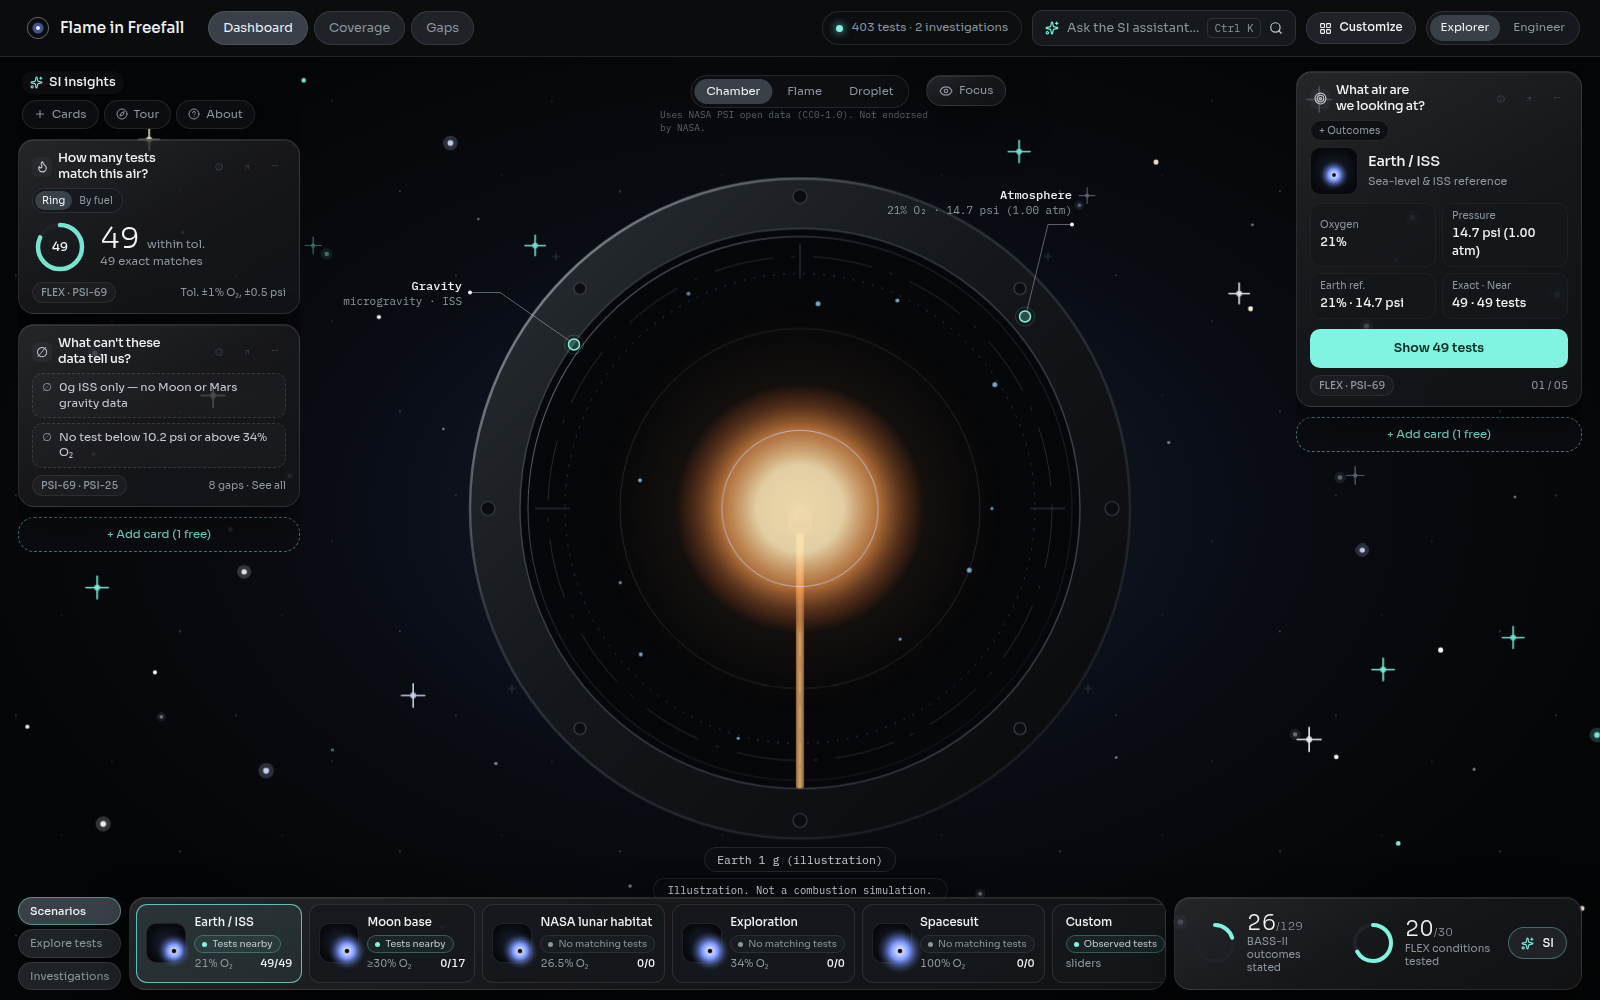 Flame in Freefall
Dashboard
Coverage
Gaps
403 tests · 2 investigations
Ask the SI assistant...
Ctrl K
Customize
Explorer
Engineer
SI insights
+ Cards
Tour
About
How many tests
match this air?
Ring
By fuel
49
49 within tol.
49 exact matches
FLEX · PSI-69
Tol. ±1% O₂, ±0.5 psi
What can't these
data tell us?
∅ 0g ISS only — no Moon or Mars
gravity data
∅ No test below 10.2 psi or above 34%
O₂
PSI-69 · PSI-25
8 gaps · See all
+ Add card (1 free)
Chamber
Flame
Droplet
Focus
Uses NASA PSI open data (CC0-1.0). Not endorsed
by NASA.
Atmosphere
21% O₂ · 14.7 psi (1.00 atm)
Gravity
microgravity · ISS
Earth 1 g (illustration)
Illustration. Not a combustion simulation.
What air are
we looking at?
+ Outcomes
Earth / ISS
Sea-level & ISS reference
Oxygen
21%
Pressure
14.7 psi (1.00
atm)
Earth ref.
21% · 14.7 psi
Exact · Near
49 · 49 tests
Show 49 tests
FLEX · PSI-69
01 / 05
+ Add card (1 free)
Scenarios
Explore tests
Investigations
Earth / ISS
Tests nearby
21% O₂
49/49
Moon base
Tests nearby
≥30% O₂
0/17
NASA lunar habitat
No matching tests
26.5% O₂
0/0
Exploration
No matching tests
34% O₂
0/0
Spacesuit
No matching tests
100% O₂
0/0
Custom
Observed tests
sliders
26/129
BASS-II
outcomes
stated
20/30
FLEX conditions
tested
SI